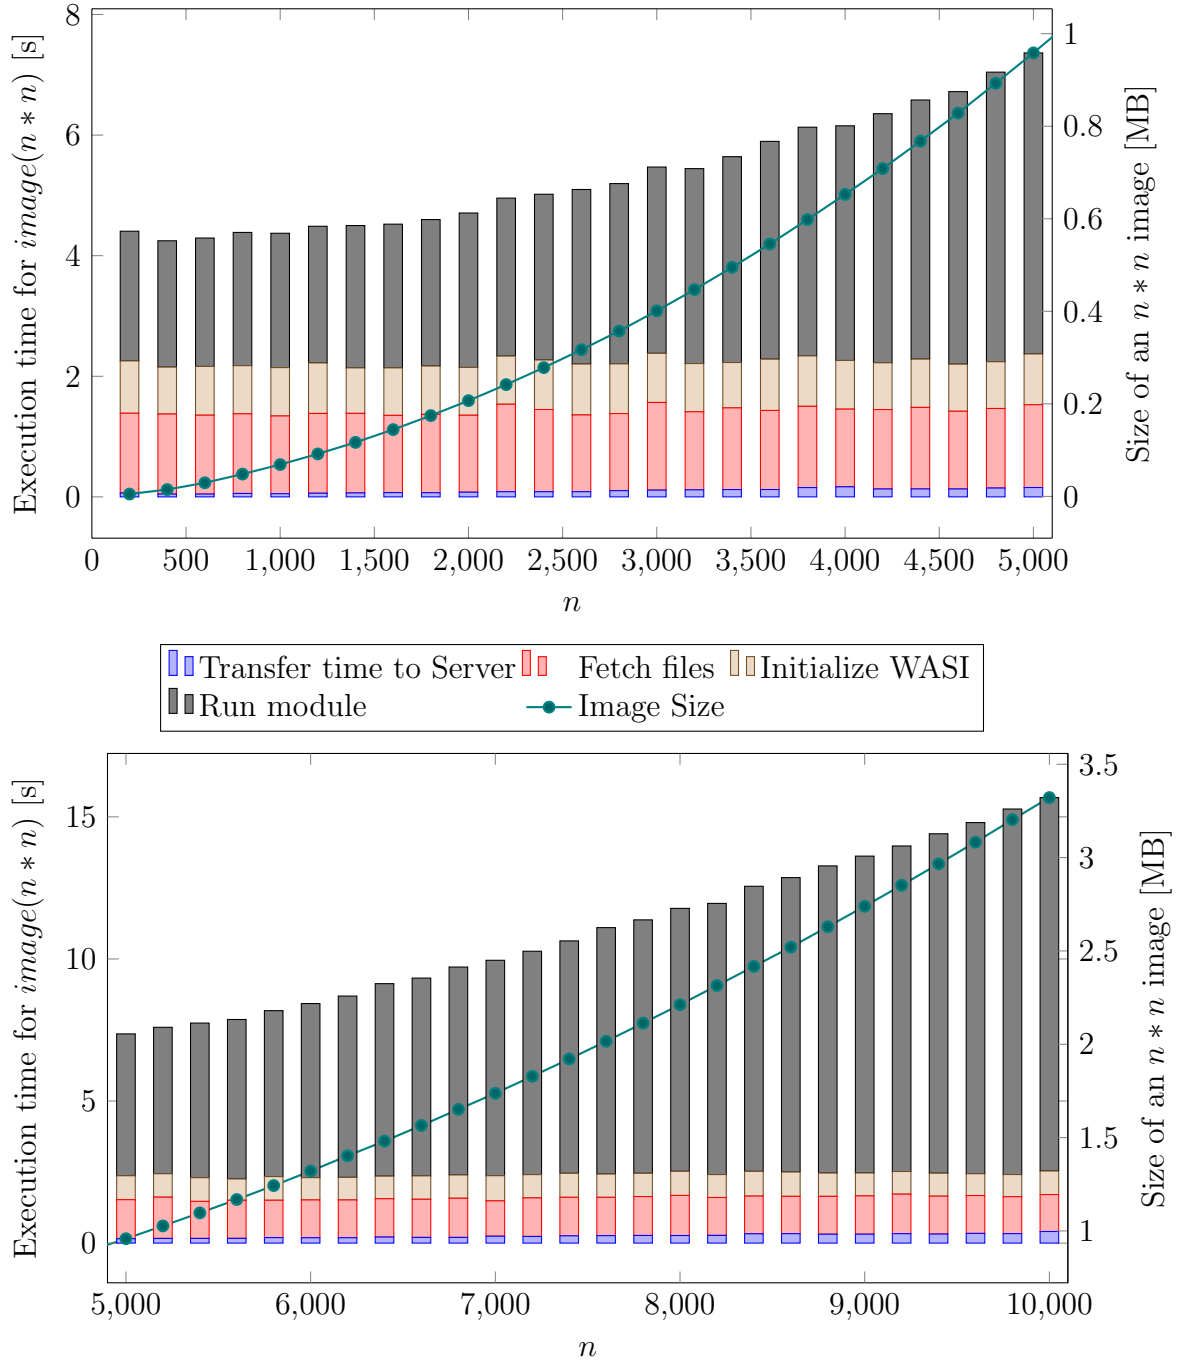 8
6
4
2
0
Execution time for image(n ∗ n) [s]
1
0.8
0.6
0.4
0.2
0
Size of an n ∗ n image [MB]
0 500 1,000 1,500 2,000 2,500 3,000 3,500 4,000 4,500 5,000
n
Transfer time to Server Fetch files Initialize WASI
Run module Image Size
15
10
5
0
Execution time for image(n ∗ n) [s]
3.5
3
2.5
2
1.5
1
Size of an n ∗ n image [MB]
5,000 6,000 7,000 8,000 9,000 10,000
n